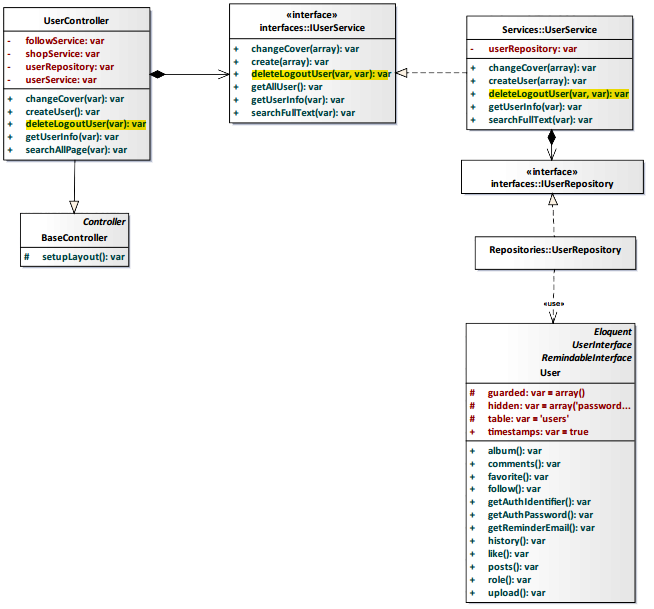 UserController
- followService: var
- shopService: var
- userRepository: var
- userService: var
+ changeCover(var): var
+ createUser(): var
+ deleteLogoutUser(var): var
+ getUserInfo(var): var
+ searchAllPage(var): var
Controller
BaseController
# setupLayout(): var
«interface»
interfaces::IUserService
+ changeCover(array): var
+ create(array): var
+ deleteLogoutUser(var, var): var
+ getAllUser(): var
+ getUserInfo(var): var
+ searchFullText(var): var
Services::UserService
- userRepository: var
+ changeCover(array): var
+ createUser(array): var
+ deleteLogoutUser(var, var): var
+ getUserInfo(var): var
+ searchFullText(var): var
«interface»
interfaces::IUserRepository
Repositories::UserRepository
«use»
Eloquent
UserInterface
RemindableInterface
User
# guarded: var = array()
# hidden: var = array('password...
# table: var = 'users'
+ timestamps: var = true
+ album(): var
+ comments(): var
+ favorite(): var
+ follow(): var
+ getAuthIdentifier(): var
+ getAuthPassword(): var
+ getReminderEmail(): var
+ history(): var
+ like(): var
+ posts(): var
+ role(): var
+ upload(): var